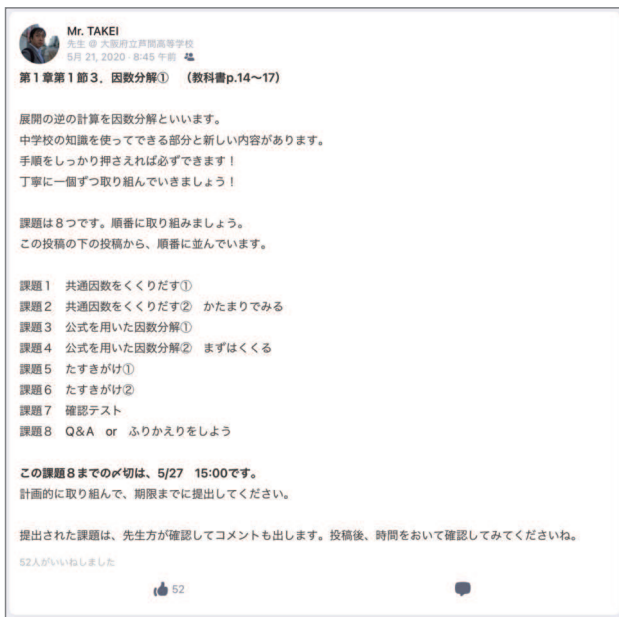 Mr. TAKEI
先生 @ 大阪府立芦間高等学校
5月 21, 2020 · 8:45 午前
第1章第1節3．因数分解① （教科書p.14〜17）
展開の逆の計算を因数分解といいます。
中学校の知識を使ってできる部分と新しい内容があります。
手順をしっかり押さえれば必ずできます！
丁寧に一個ずつ取り組んでいきましょう！
課題は8つです。順番に取り組みましょう。
この投稿の下の投稿から、順番に並んでいます。
課題1　共通因数をくくりだす①
課題2　共通因数をくくりだす②　かたまりでみる
課題3　公式を用いた因数分解①
課題4　公式を用いた因数分解②　まずはくくる
課題5　たすきがけ①
課題6　たすきがけ②
課題7　確認テスト
課題8　Q&A　or　ふりかえりをしよう
この課題8までの〆切は、5/27　15:00です。
計画的に取り組んで、期限までに提出してください。
提出された課題は、先生方が確認してコメントも出します。投稿後、時間をおいて確認してみてくださいね。
52人がいいねしました
52